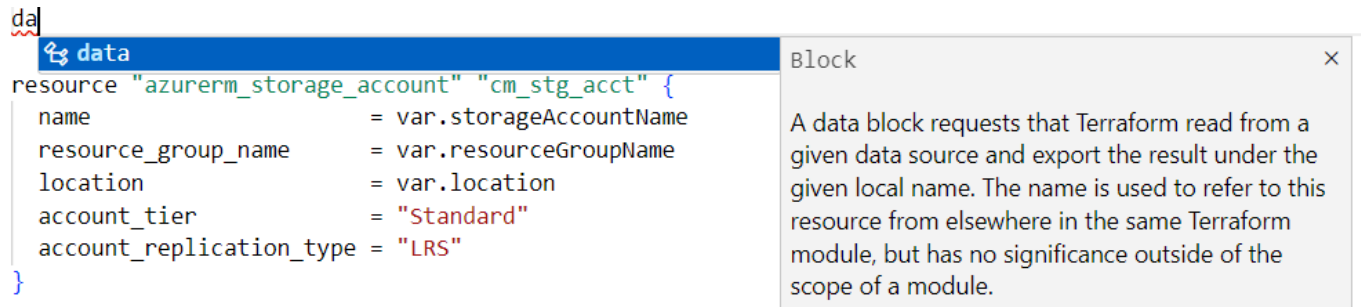 da
data
resource "azurerm_storage_account" "cm_stg_acct" {
  name                     = var.storageAccountName
  resource_group_name      = var.resourceGroupName
  location                 = var.location
  account_tier             = "Standard"
  account_replication_type = "LRS"
}
Block ×
A data block requests that Terraform read from a
given data source and export the result under the
given local name. The name is used to refer to this
resource from elsewhere in the same Terraform
module, but has no significance outside of the
scope of a module.